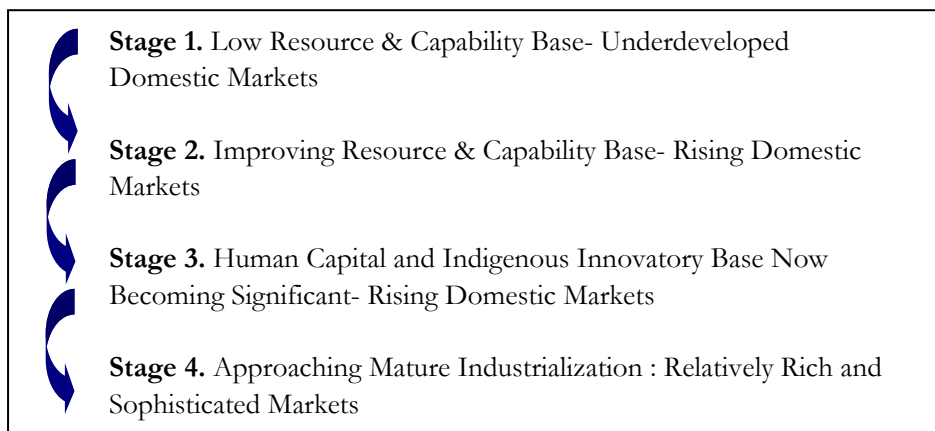 Stage 1. Low Resource & Capability Base- Underdeveloped
Domestic Markets
Stage 2. Improving Resource & Capability Base- Rising Domestic
Markets
Stage 3. Human Capital and Indigenous Innovatory Base Now
Becoming Significant- Rising Domestic Markets
Stage 4. Approaching Mature Industrialization : Relatively Rich and
Sophisticated Markets